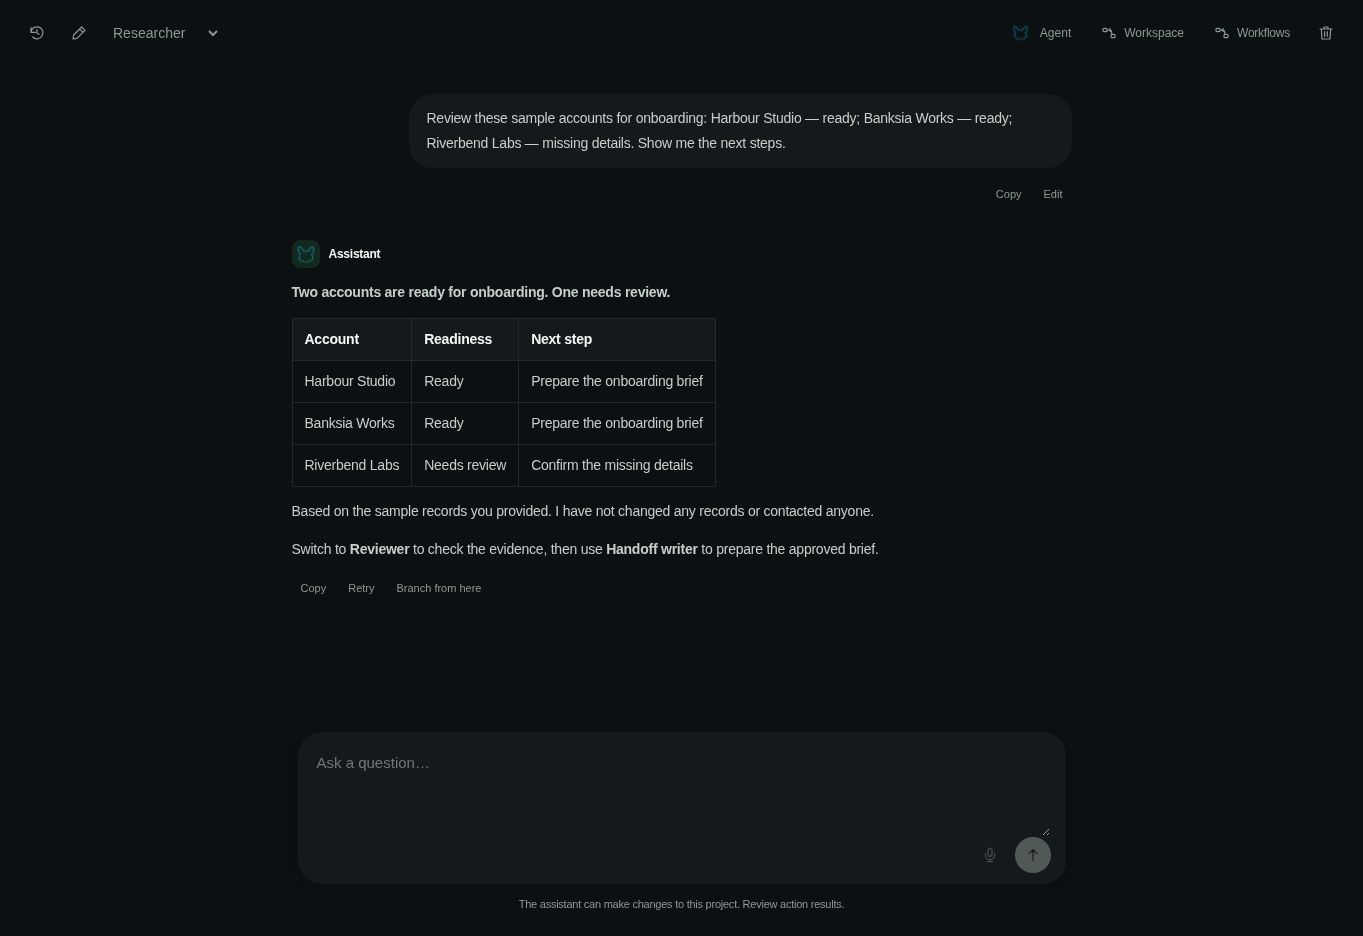 Researcher
Agent
Workspace
Workflows
Review these sample accounts for onboarding: Harbour Studio — ready; Banksia Works — ready;
Riverbend Labs — missing details. Show me the next steps.
Copy
Edit
Assistant
Two accounts are ready for onboarding. One needs review.
Account Readiness Next step
Harbour Studio Ready Prepare the onboarding brief
Banksia Works Ready Prepare the onboarding brief
Riverbend Labs Needs review Confirm the missing details
Based on the sample records you provided. I have not changed any records or contacted anyone.
Switch to Reviewer to check the evidence, then use Handoff writer to prepare the approved brief.
Copy Retry Branch from here
Ask a question…
The assistant can make changes to this project. Review action results.